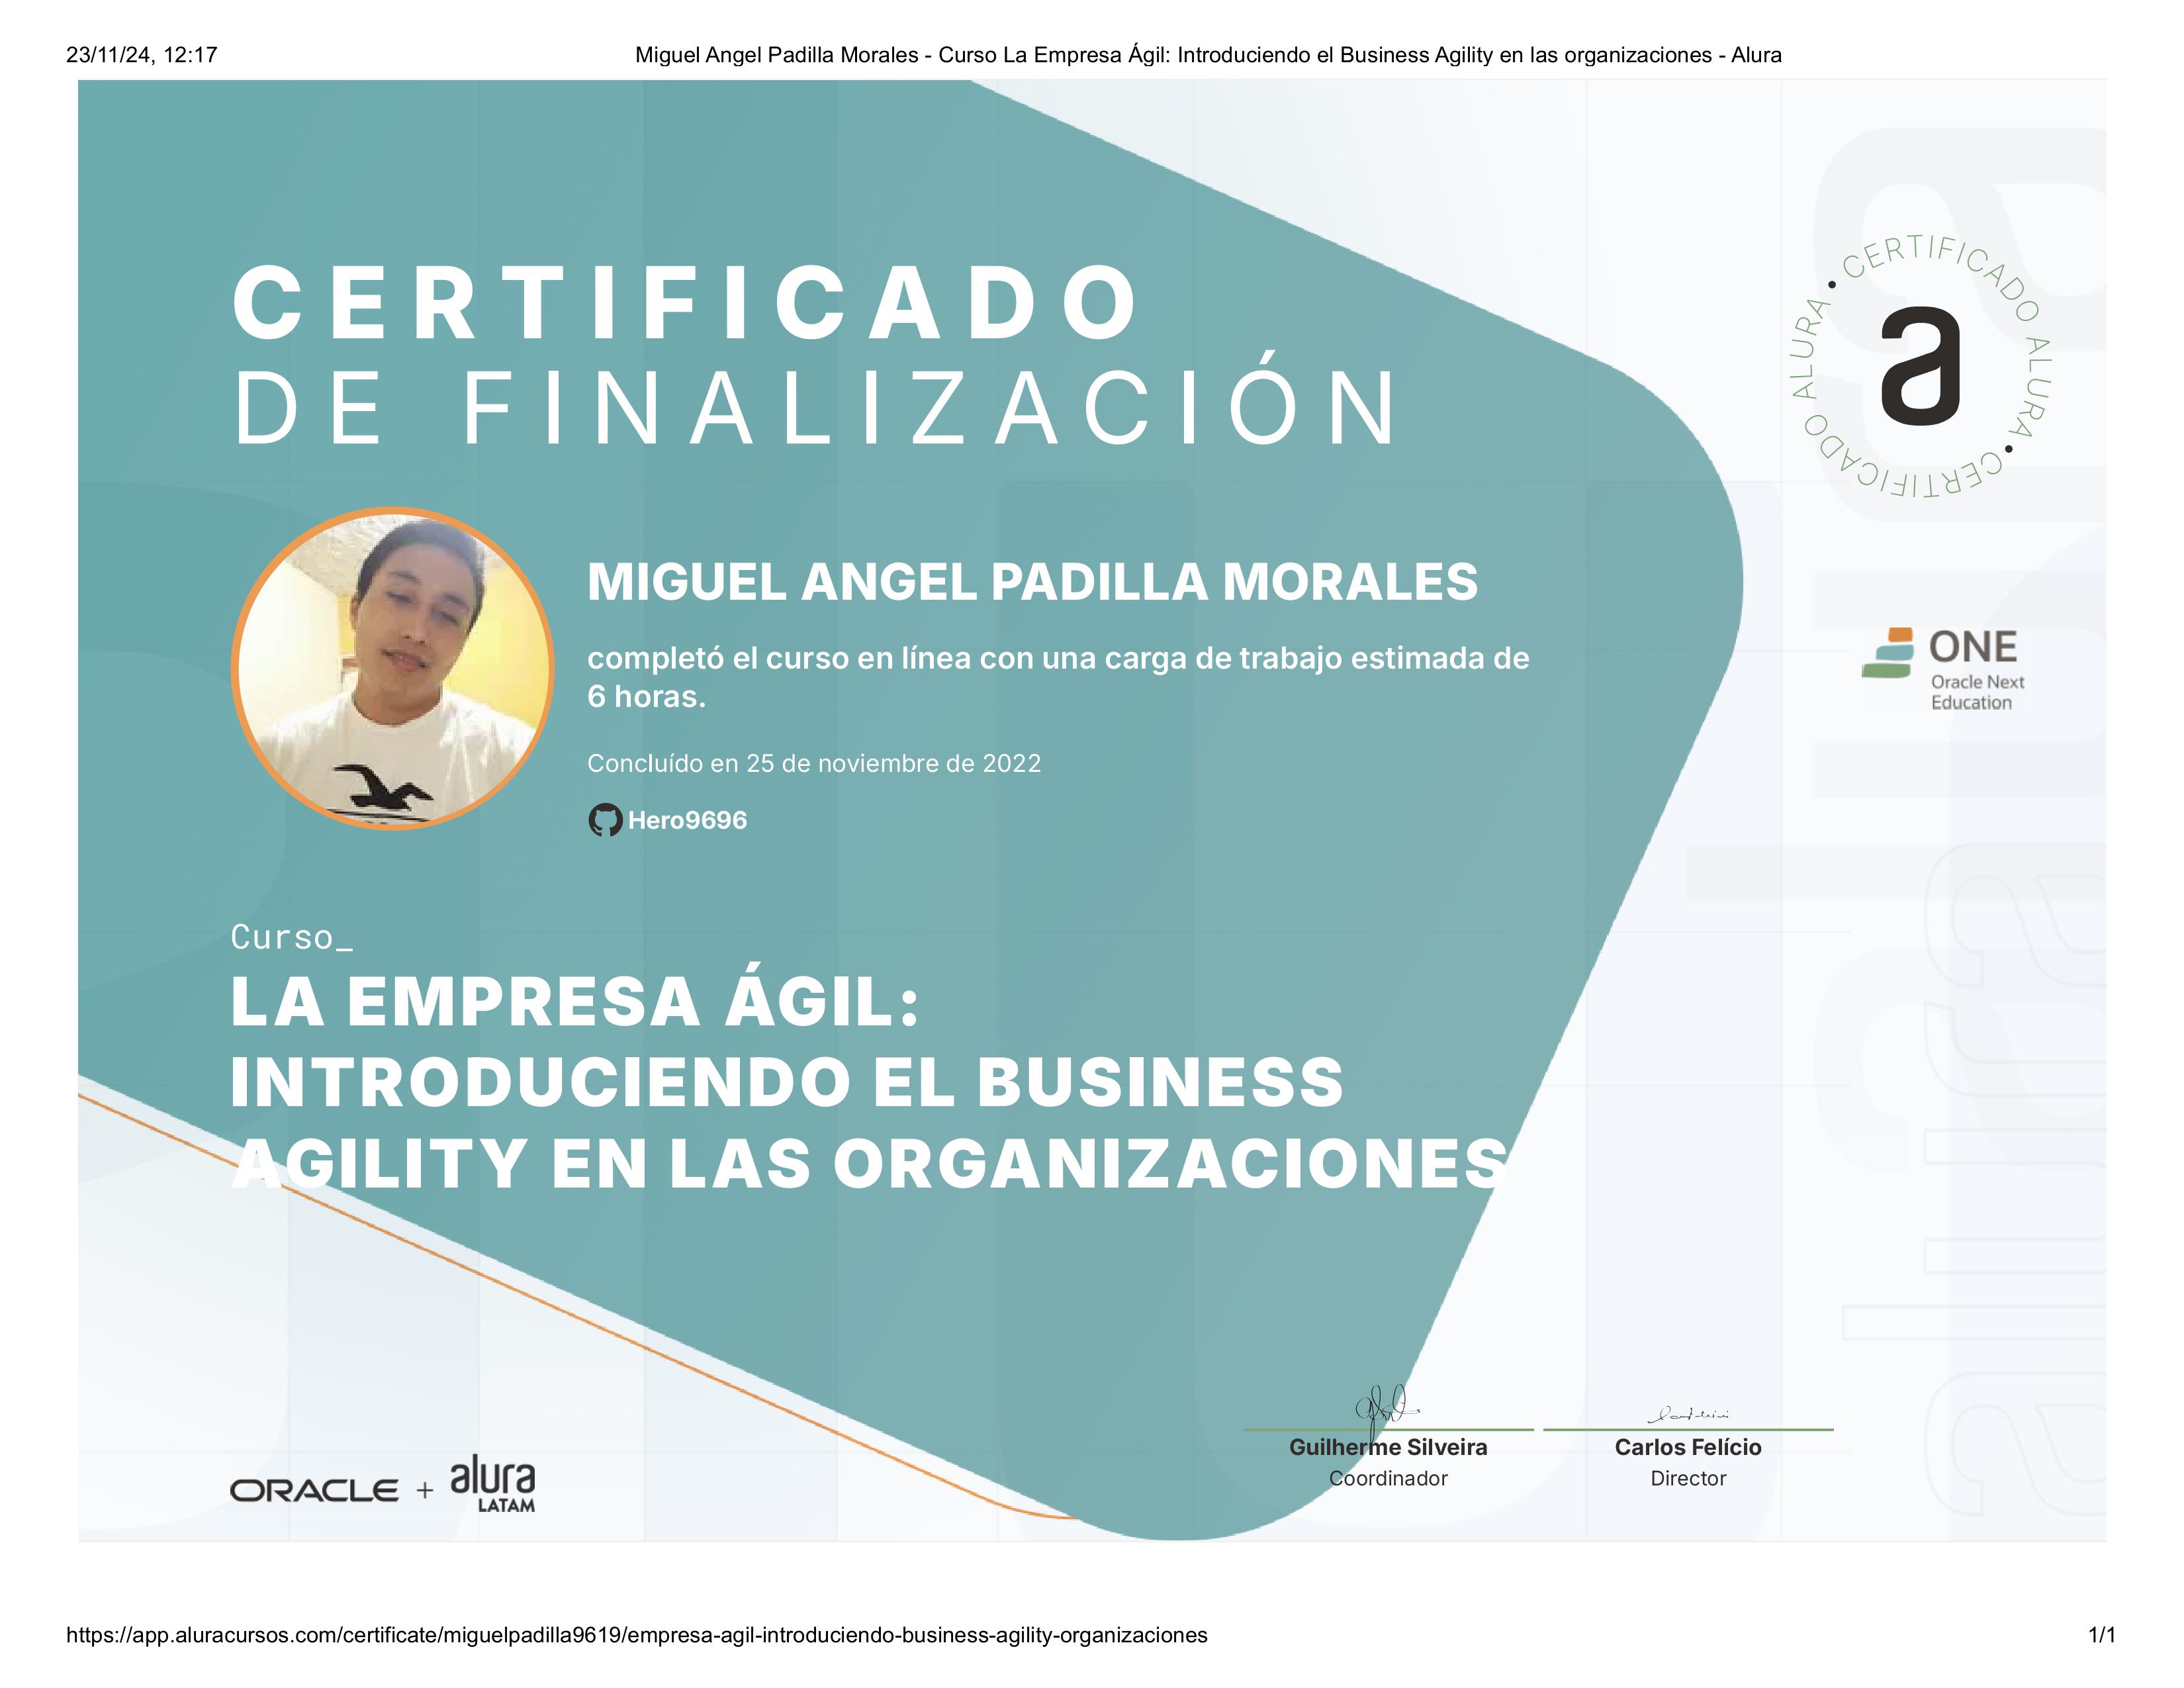 23/11/24, 12:17
Miguel Angel Padilla Morales - Curso La Empresa Ágil: Introduciendo el Business Agility en las organizaciones - Alura
CERTIFICADO
DE FINALIZACIÓN
CERTIFICADO ALURA • CERTIFICADO ALURA •
a
MIGUEL ANGEL PADILLA MORALES
completó el curso en línea con una carga de trabajo estimada de
6 horas.
Concluído en 25 de noviembre de 2022
Hero9696
ONE
Oracle Next
Education
Curso_
LA EMPRESA ÁGIL:
INTRODUCIENDO EL BUSINESS
AGILITY EN LAS ORGANIZACIONES
Guilherme Silveira
Coordinador
Carlos Felício
Director
ORACLE + alura
LATAM
alura
https://app.aluracursos.com/certificate/miguelpadilla9619/empresa-agil-introduciendo-business-agility-organizaciones
1/1